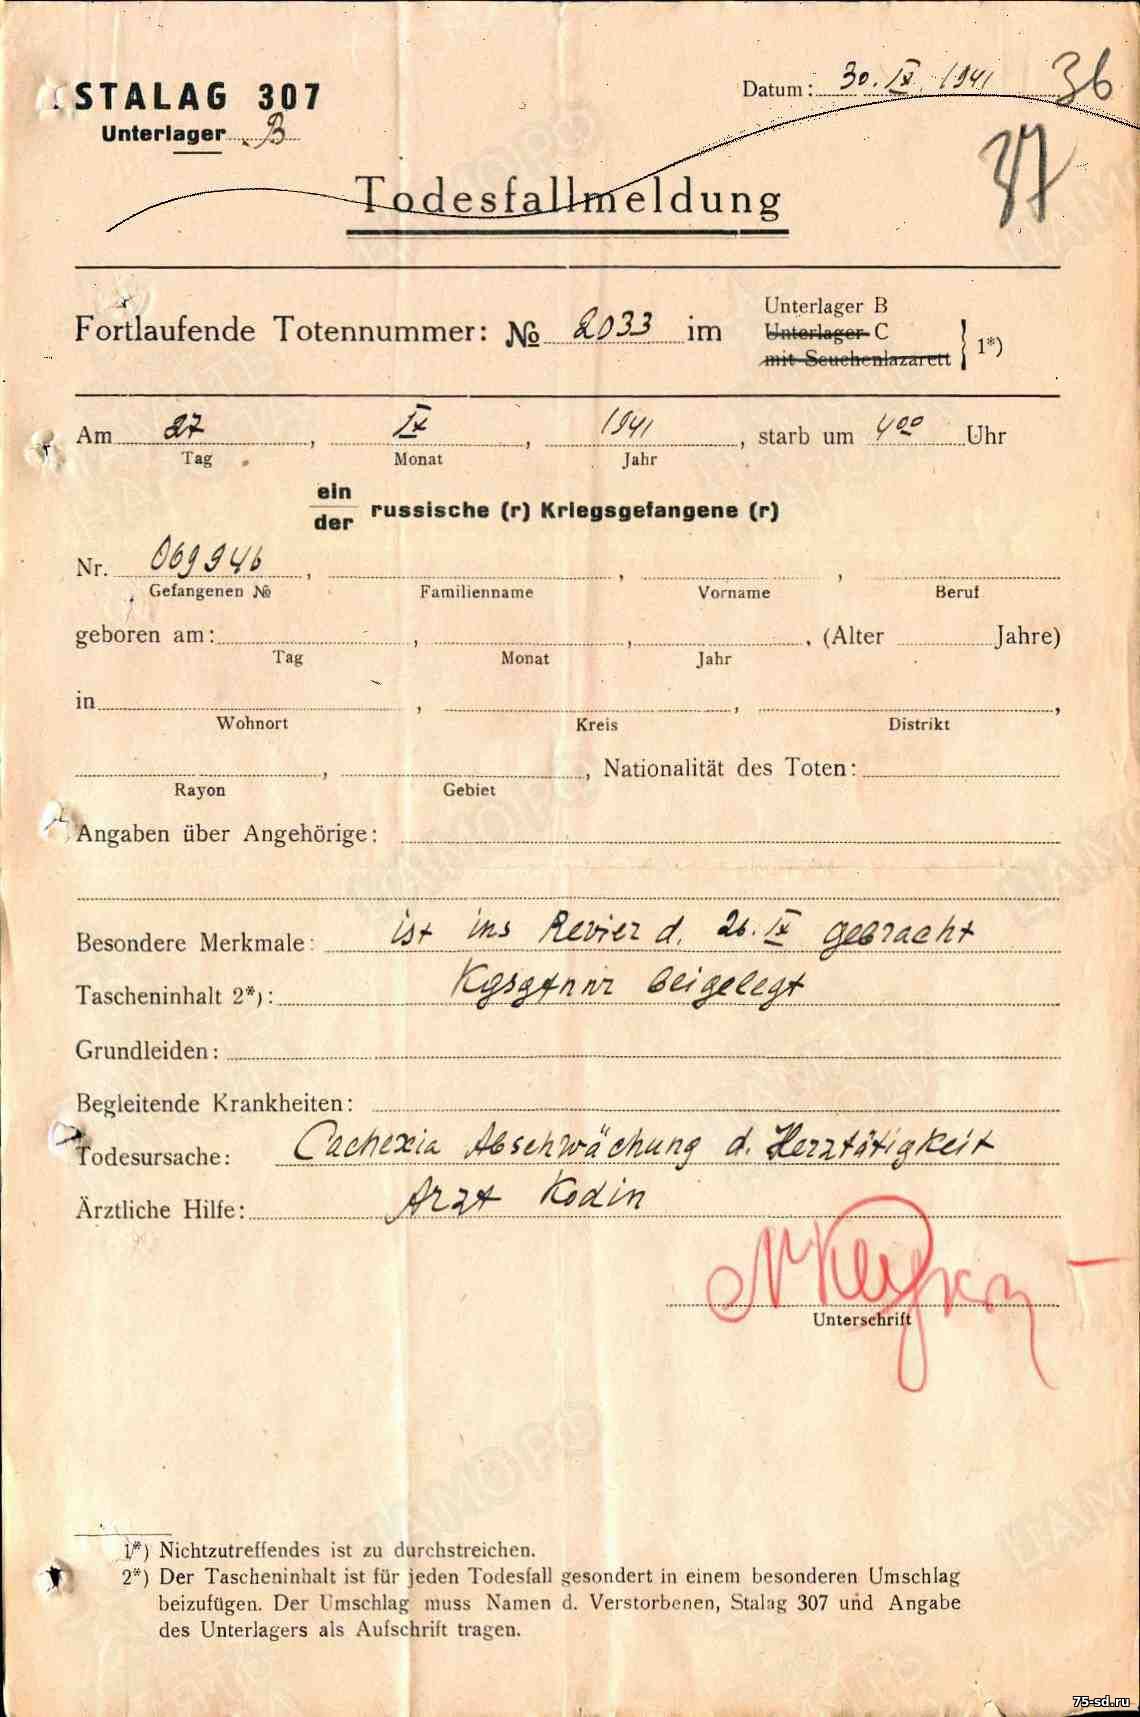 STALAG 307
Datum: 30. IX. 1941 36
Unterlager B
37
Todesfallmeldung
Fortlaufende Totennummer: № 2033 im
Unterlager B
Unterlager C
mit Seuchenlazarett
} 1*)
Am 27, IX, 1941, starb um 4 00 Uhr
Tag Monat Jahr
ein
der
russische (r) Kriegsgefangene (r)
Nr. 069946, , ,
Gefangenen № Familienname Vorname Beruf
geboren am: , , , (Alter Jahre)
Tag Monat Jahr
in , , ,
Wohnort Kreis Distrikt
, , Nationalität des Toten:
Rayon Gebiet
Angaben über Angehörige:
Besondere Merkmale: ist ins Revier d. 26. IX gebracht
Tascheninhalt 2*): Kgsgfnnr beigelegt
Grundleiden:
Begleitende Krankheiten:
Todesursache: Cachexia Abschwächung d. Herztätigkeit
Ärztliche Hilfe: Arzt Kodin
Unterschrift
1*) Nichtzutreffendes ist zu durchstreichen.
2*) Der Tascheninhalt ist für jeden Todesfall gesondert in einem besonderen Umschlag
beizufügen. Der Umschlag muss Namen d. Verstorbenen, Stalag 307 und Angabe
des Unterlagers als Aufschrift tragen.
75-sd.ru